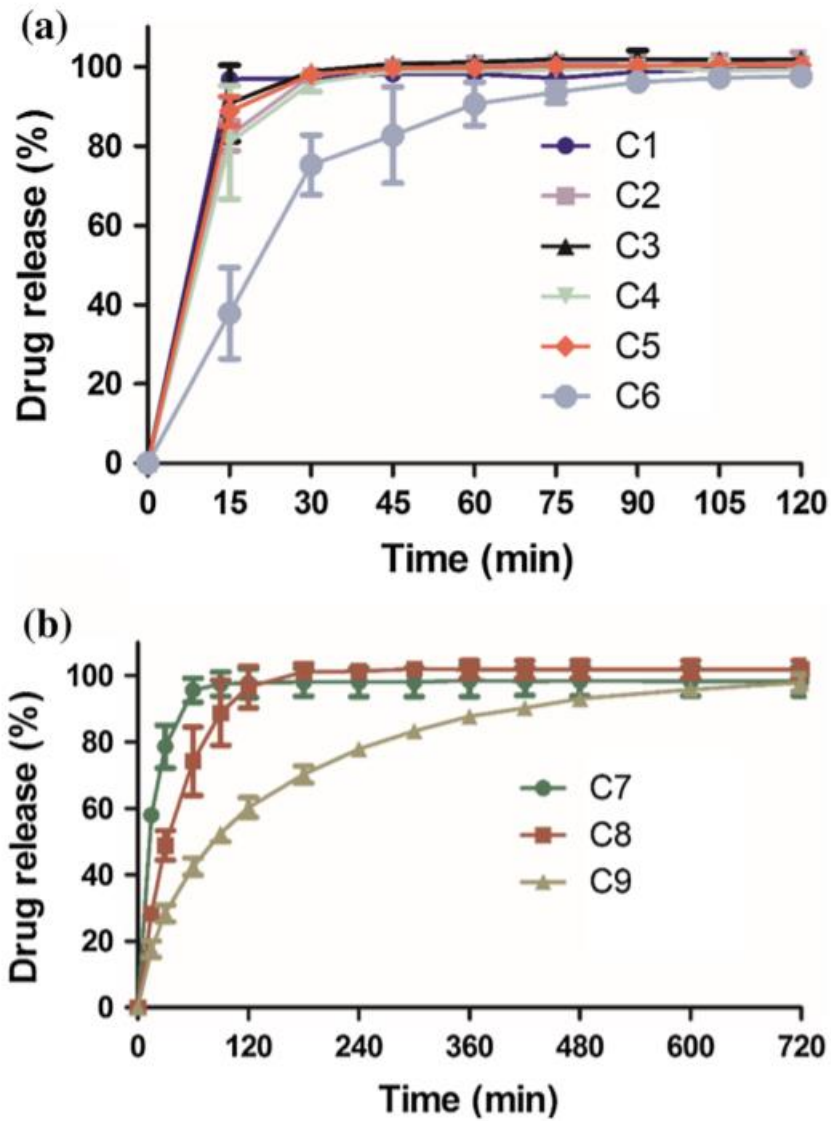 (a)
Drug release (%)
100
80
60
40
20
0
C1
C2
C3
C4
C5
C6
0 15 30 45 60 75 90 105 120
Time (min)
(b)
Drug release (%)
100
80
60
40
20
0
C7
C8
C9
0 120 240 360 480 600 720
Time (min)